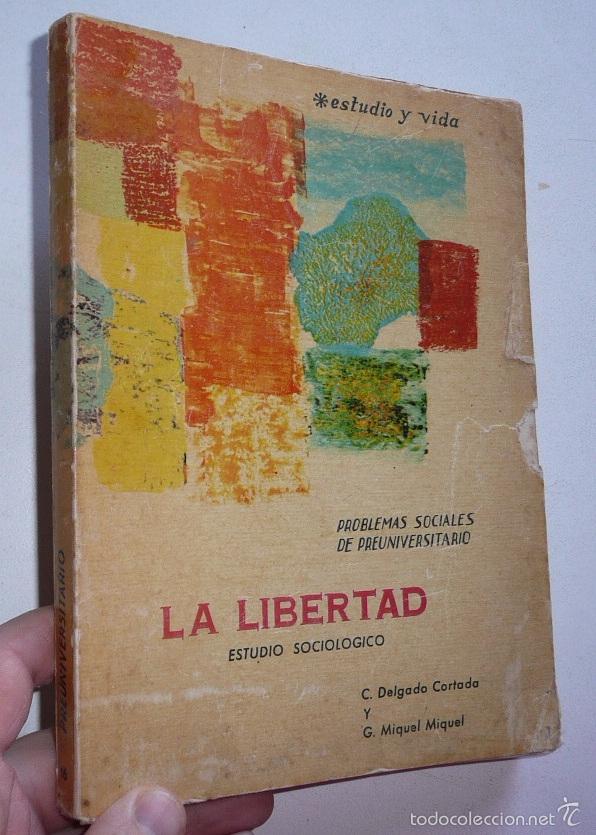 *estudio y vida
PROBLEMAS SOCIALES
DE PREUNIVERSITARIO
LA LIBERTAD
ESTUDIO SOCIOLOGICO
C. Delgado Cortada
Y
G. Miquel Miquel
PREUNIVERSITARIO
todocoleccion.net